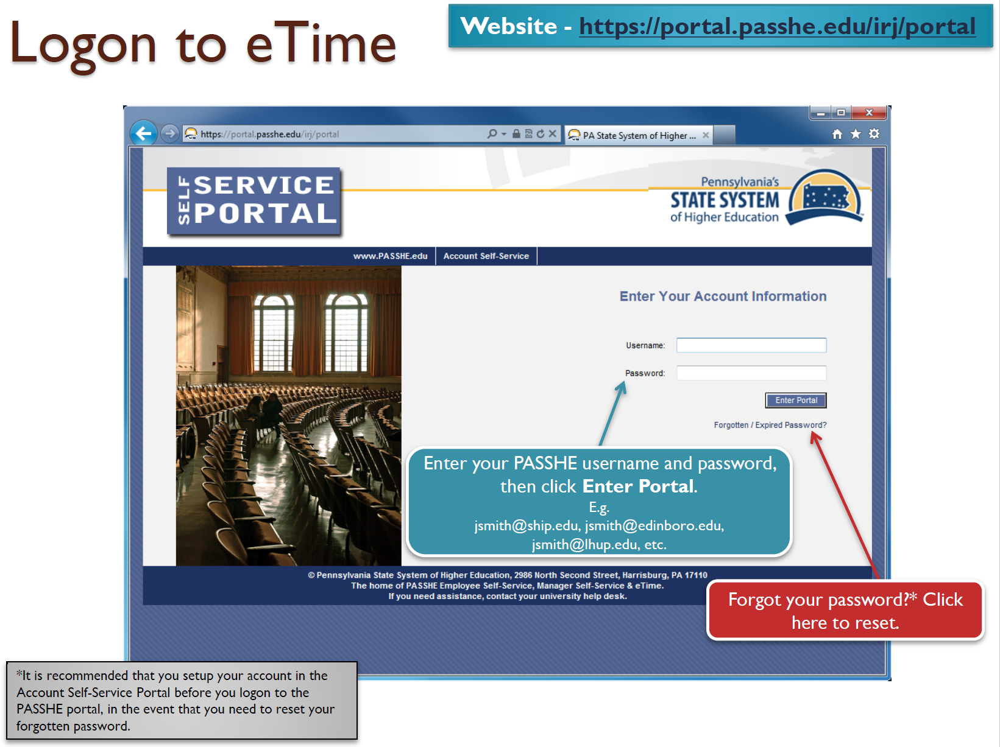 Logon to eTime
Website - https://portal.passhe.edu/irj/portal
https://portal.passhe.edu/irj/portal
PA State System of Higher ...
SELF SERVICE
PORTAL
Pennsylvania's
STATE SYSTEM
of Higher Education
www.PASSHE.edu
Account Self-Service
Enter Your Account Information
Username:
Password:
Enter Portal
Forgotten / Expired Password?
Enter your PASSHE username and password,
then click Enter Portal.
E.g.
jsmith@ship.edu, jsmith@edinboro.edu,
jsmith@lhup.edu, etc.
© Pennsylvania State System of Higher Education, 2986 North Second Street, Harrisburg, PA 17110
The home of PASSHE Employee Self-Service, Manager Self-Service & eTime.
If you need assistance, contact your university help desk.
Forgot your password?* Click
here to reset.
*It is recommended that you setup your account in the
Account Self-Service Portal before you logon to the
PASSHE portal, in the event that you need to reset your
forgotten password.